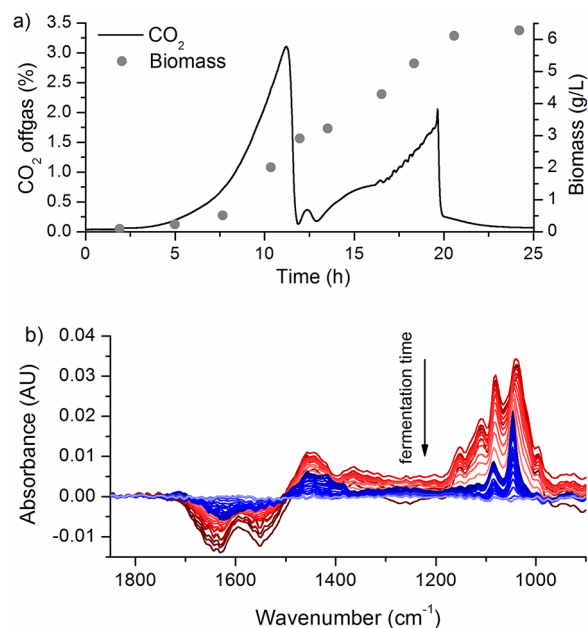 a)
3.5
3.0
2.5
2.0
1.5
1.0
0.5
0.0
CO₂ offgas (%)
CO₂
Biomass
6
5
4
3
2
1
0
Biomass (g/L)
0 5 10 15 20 25
Time (h)
b)
0.04
0.03
0.02
0.01
0.00
-0.01
Absorbance (AU)
fermentation time
1800 1600 1400 1200 1000
Wavenumber (cm⁻¹)